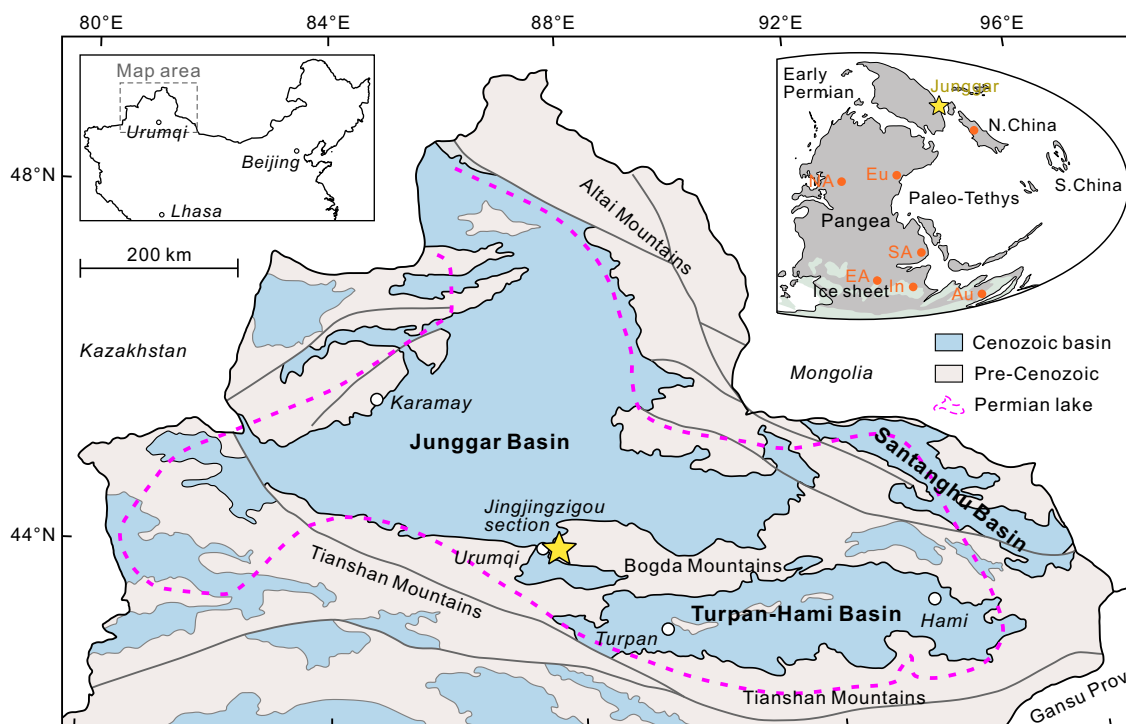 80°E
84°E
88°E
92°E
96°E
48°N
44°N
Map area
Urumqi
Beijing
Lhasa
200 km
Early
Permian
Junggar
N.China
S.China
NA
Eu
Paleo-Tethys
Pangea
SA
EA
In
Au
Ice sheet
Cenozoic basin
Pre-Cenozoic
Permian lake
Altai Mountains
Kazakhstan
Mongolia
Karamay
Junggar Basin
Santanghu Basin
Jingjingzigou
section
Urumqi
Bogda Mountains
Tianshan Mountains
Turpan-Hami Basin
Hami
Turpan
Tianshan Mountains
Gansu Prov